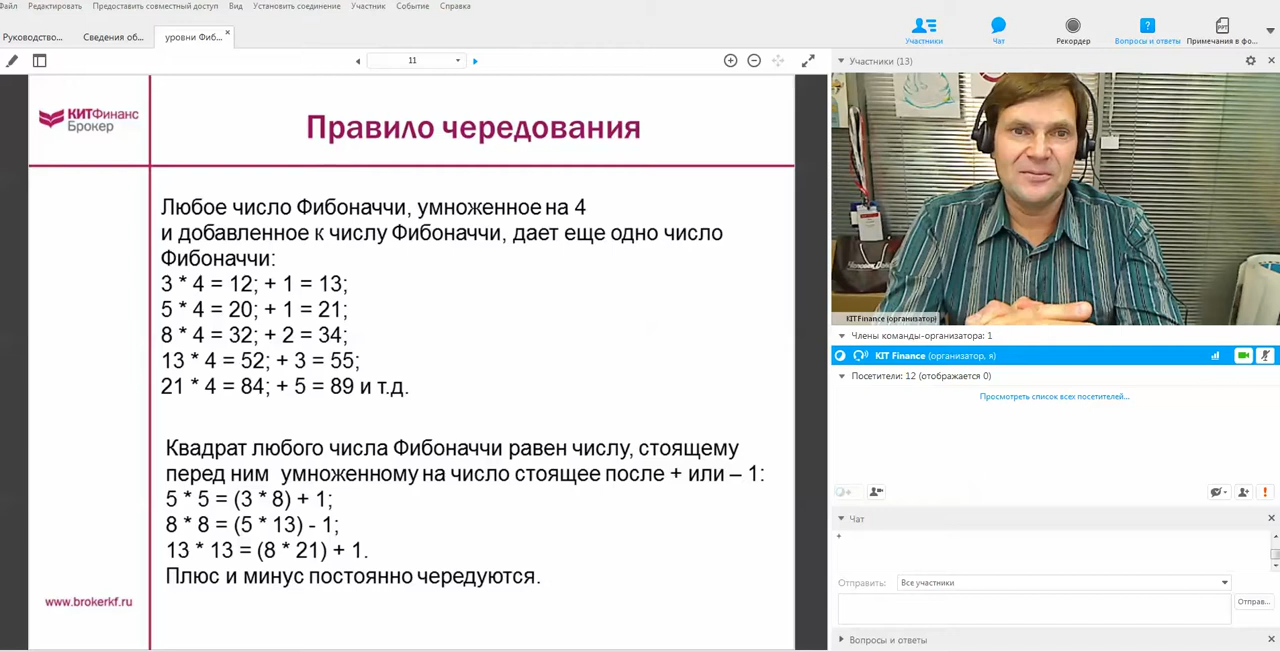 Файл Редактировать Предоставить совместный доступ Вид Установить соединение Участник Событие Справка
Руководство... Сведения об... уровни Фиб...
Участники Чат Рекордер Вопросы и ответы Примечания в фо...
11
Участники (13)
КИТФинанс
Брокер
Правило чередования
Любое число Фибоначчи, умноженное на 4
и добавленное к числу Фибоначчи, дает еще одно число
Фибоначчи:
3 * 4 = 12; + 1 = 13;
5 * 4 = 20; + 1 = 21;
8 * 4 = 32; + 2 = 34;
13 * 4 = 52; + 3 = 55;
21 * 4 = 84; + 5 = 89 и т.д.
Квадрат любого числа Фибоначчи равен числу, стоящему
перед ним умноженному на число стоящее после + или – 1:
5 * 5 = (3 * 8) + 1;
8 * 8 = (5 * 13) - 1;
13 * 13 = (8 * 21) + 1.
Плюс и минус постоянно чередуются.
www.brokerkf.ru
KIT Finance (организатор)
Члены команды-организатора: 1
KIT Finance (организатор, я)
Посетители: 12 (отображается 0)
Просмотреть список всех посетителей...
Чат
+
Отправить: Все участники
Отправ...
Вопросы и ответы